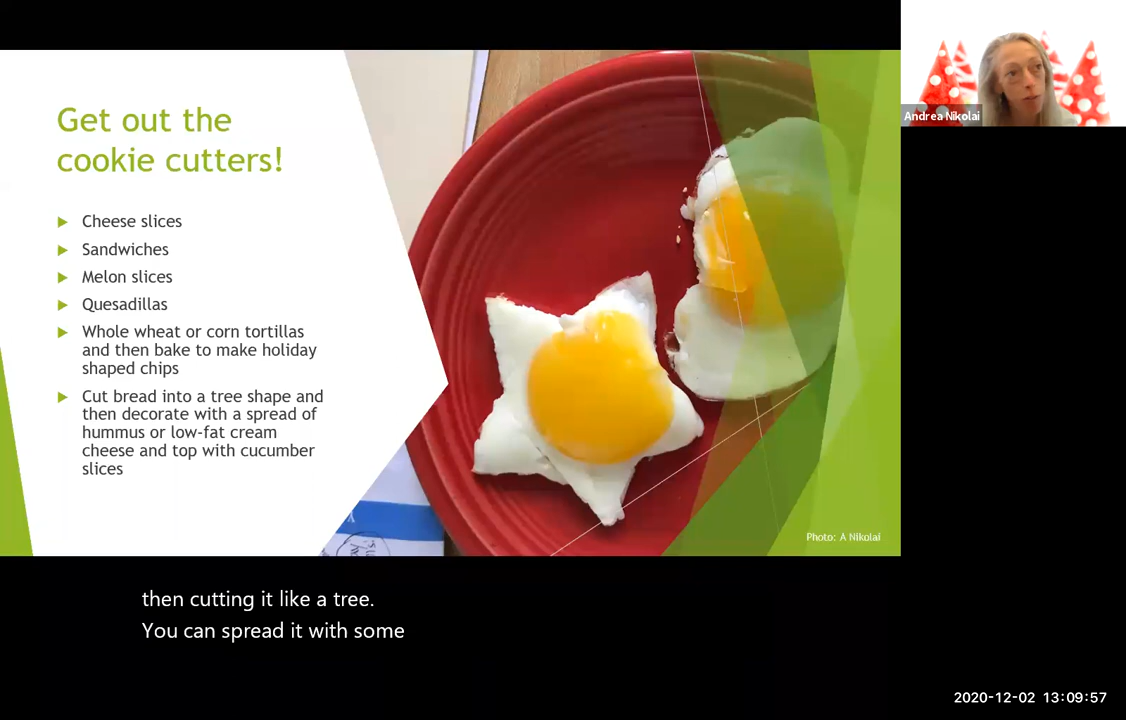 Get out the
cookie cutters!
Cheese slices
Sandwiches
Melon slices
Quesadillas
Whole wheat or corn tortillas
and then bake to make holiday
shaped chips
Cut bread into a tree shape and
then decorate with a spread of
hummus or low-fat cream
cheese and top with cucumber
slices
Photo: A Nikolai
Andrea Nikolai
then cutting it like a tree.
You can spread it with some
2020-12-02 13:09:57